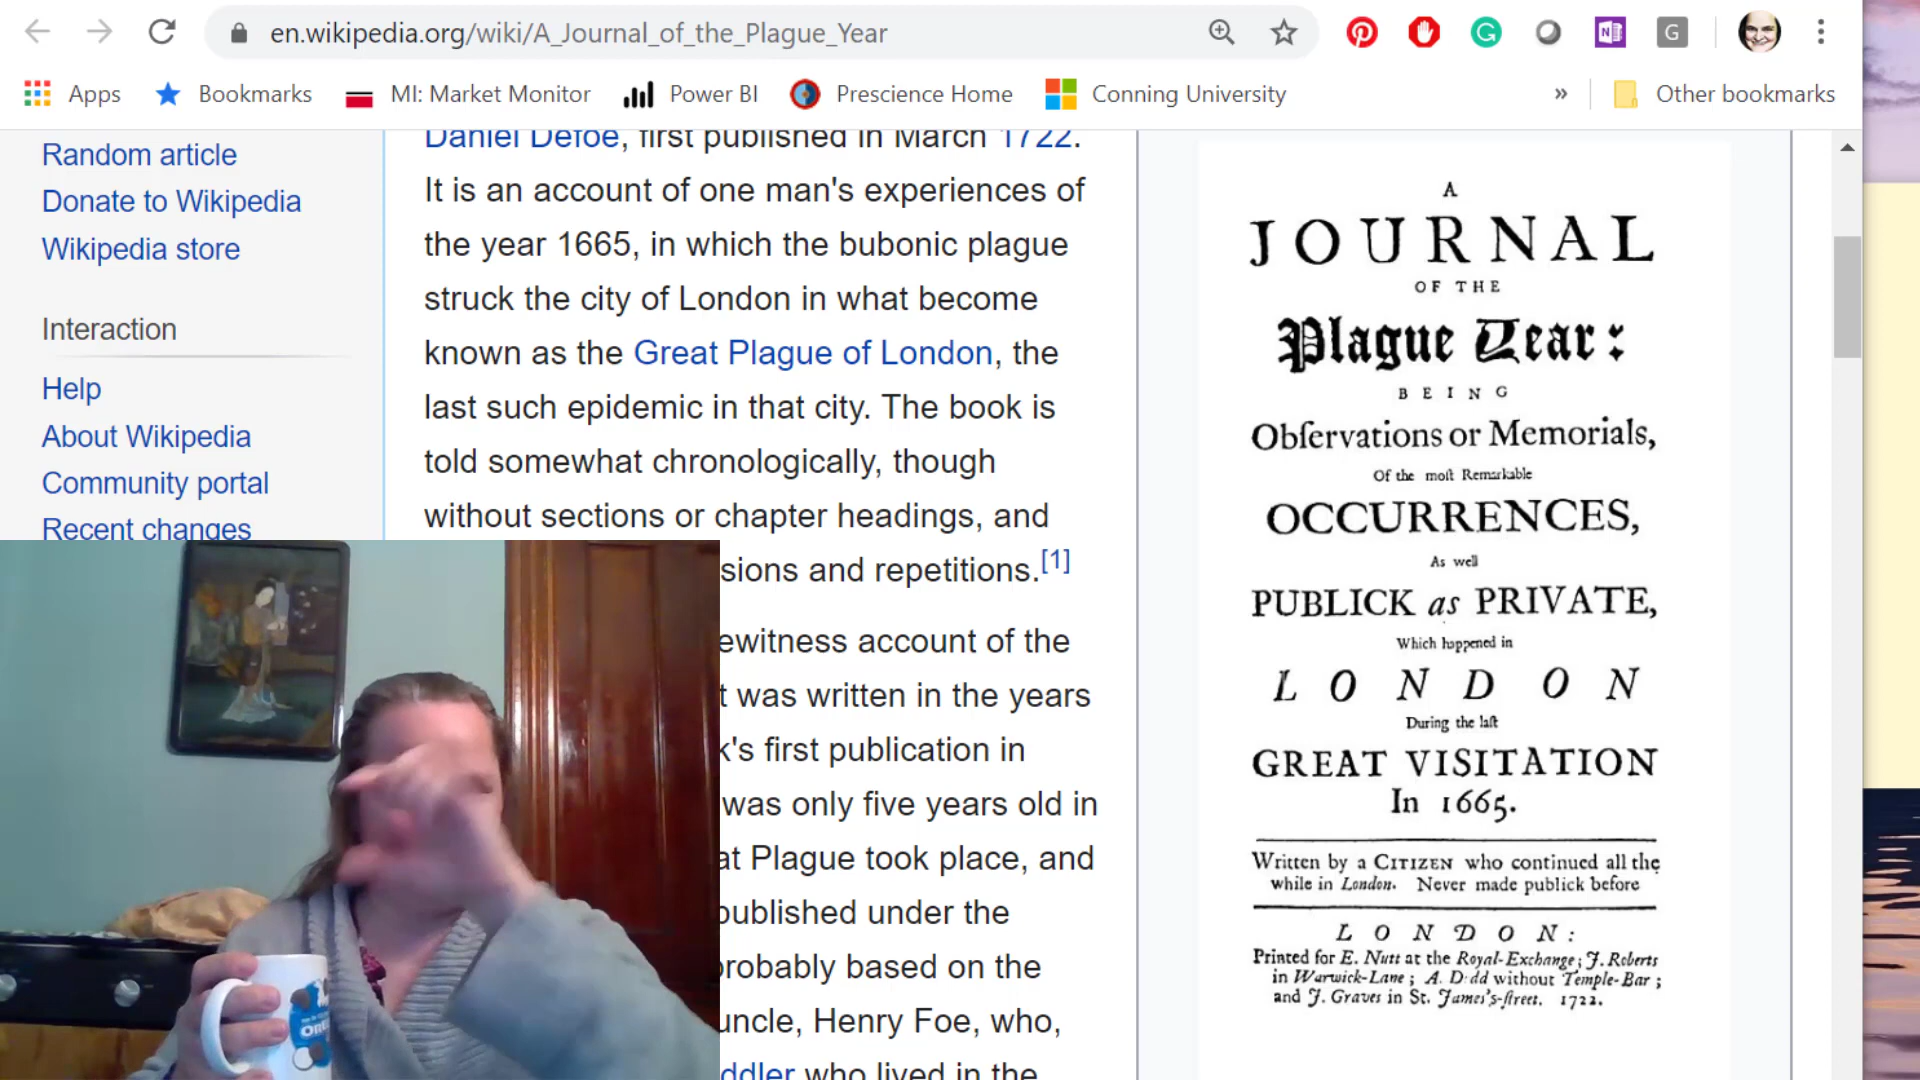 en.wikipedia.org/wiki/A_Journal_of_the_Plague_Year
G
N
G
Apps
Bookmarks
MI: Market Monitor
Power BI
Prescience Home
Conning University
»
Other bookmarks
Random article
Donate to Wikipedia
Wikipedia store
Interaction
Help
About Wikipedia
Community portal
Recent changes
Daniel Defoe, first published in March 1722.
It is an account of one man's experiences of
the year 1665, in which the bubonic plague
struck the city of London in what become
known as the Great Plague of London, the
last such epidemic in that city. The book is
told somewhat chronologically, though
without sections or chapter headings, and
sions and repetitions.[1]
ewitness account of the
t was written in the years
k's first publication in
was only five years old in
at Plague took place, and
published under the
probably based on the
uncle, Henry Foe, who,
ddler who lived in the
A
JOURNAL
OF THE
Plague Year:
BEING
Obſervations or Memorials,
Of the moſt Remarkable
OCCURRENCES,
As well
PUBLICK as PRIVATE,
Which happened in
LONDON
During the laſt
GREAT VISITATION
In 1665.
Written by a CITIZEN who continued all the
while in London. Never made publick before
LONDON:
Printed for E. Nutt at the Royal-Exchange; J. Roberts
in Warwick-Lane; A. Dodd without Temple-Bar;
and J. Graves in St. James's-ſtreet. 1722.
OREO